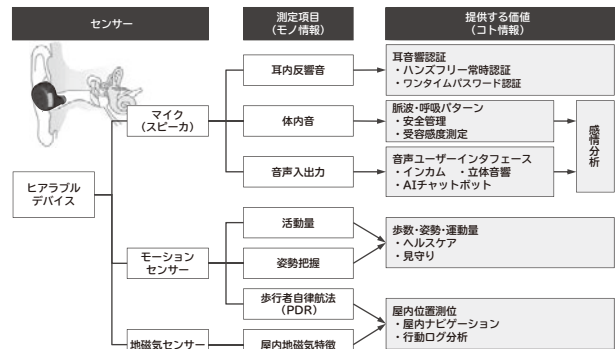 センサー
測定項目
（モノ情報）
提供する価値
（コト情報）
ヒアラブル
デバイス
マイク
（スピーカ）
耳内反響音
耳音響認証
・ハンズフリー常時認証
・ワンタイムパスワード認証
体内音
脈波・呼吸パターン
・安全管理
・受容感度測定
音声入出力
音声ユーザーインタフェース
・インカム ・立体音響
・AIチャットボット
感情分析
モーション
センサー
活動量
姿勢把握
歩数・姿勢・運動量
・ヘルスケア
・見守り
歩行者自律航法
（PDR）
地磁気センサー
屋内地磁気特徴
屋内位置測位
・屋内ナビゲーション
・行動ログ分析